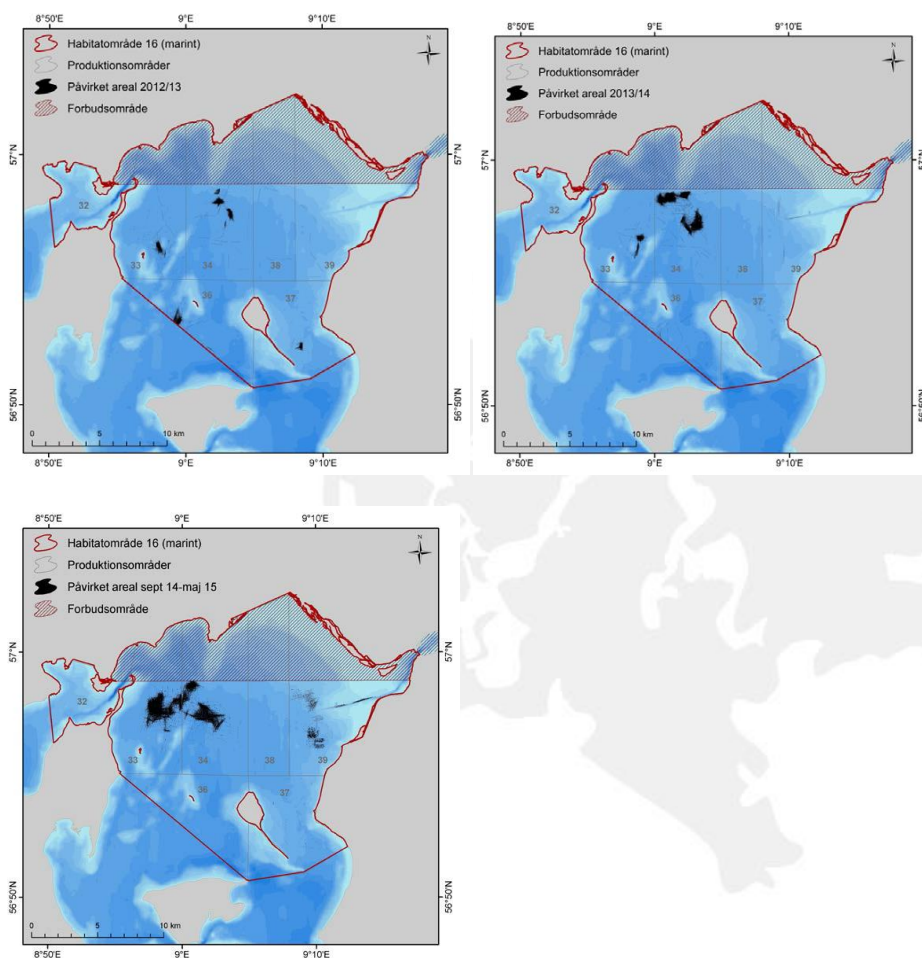 8°50'E 9°E 9°10'E
N
Habitatområde 16 (marint)
Produktionsområder
Påvirket areal 2012/13
Forbudsområde
57°N 57°N
32
33 34 38 39
36 37
56°50'N 56°50'N
0 5 10 km
8°50'E 9°E 9°10'E
8°50'E 9°E 9°10'E
N
Habitatområde 16 (marint)
Produktionsområder
Påvirket areal 2013/14
Forbudsområde
57°N 57°N
32
33 34 38 39
36 37
56°50'N 56°50'N
0 5 10 km
8°50'E 9°E 9°10'E
8°50'E 9°E 9°10'E
N
Habitatområde 16 (marint)
Produktionsområder
Påvirket areal sept 14-maj 15
Forbudsområde
57°N 57°N
32
33 34 38 39
36 37
56°50'N 56°50'N
0 5 10 km
8°50'E 9°E 9°10'E